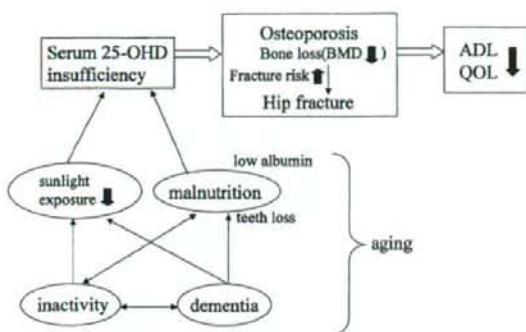 Osteoporosis
Serum 25-OHD
insufficiency
Bone loss(BMD )
Fracture risk
Hip fracture
ADL
QOL
low albumin
sunlight
exposure
malnutrition
teeth loss
aging
inactivity
dementia